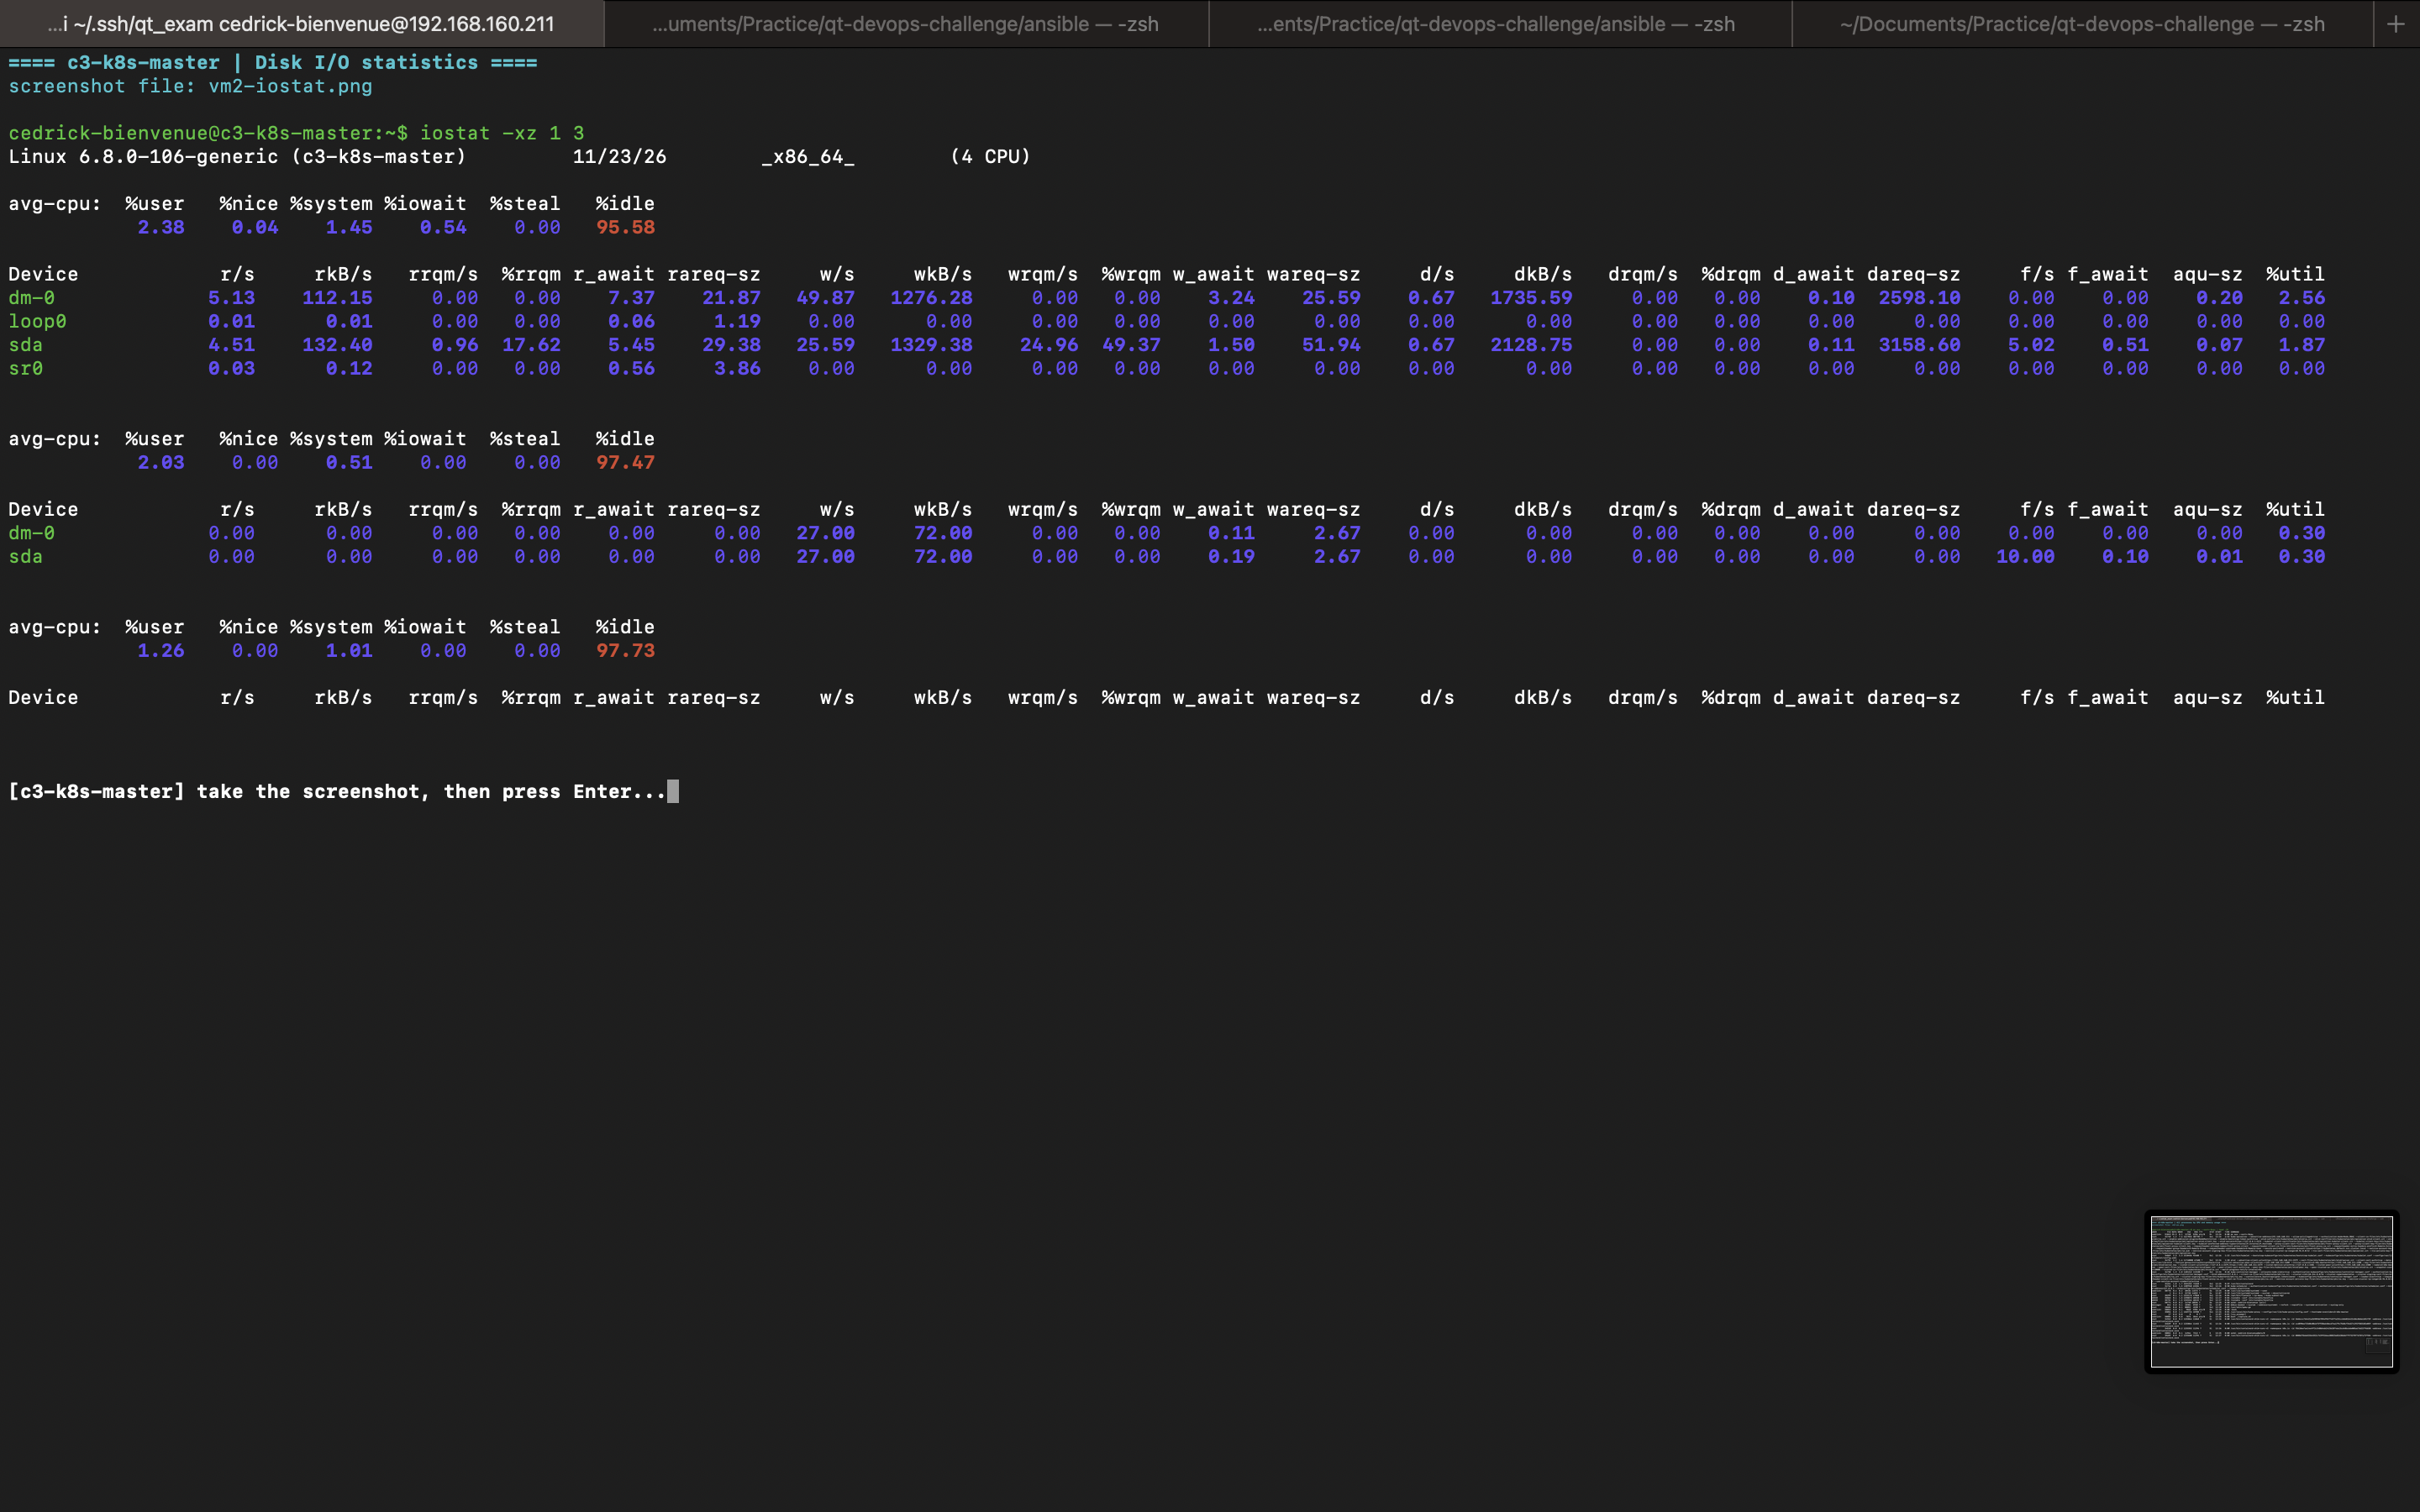 ...i ~/.ssh/qt_exam cedrick-bienvenue@192.168.160.211 ...uments/Practice/qt-devops-challenge/ansible — -zsh ...ents/Practice/qt-devops-challenge/ansible — -zsh ~/Documents/Practice/qt-devops-challenge — -zsh +
==== c3-k8s-master | Disk I/O statistics ====
screenshot file: vm2-iostat.png
cedrick-bienvenue@c3-k8s-master:~$ iostat -xz 1 3
Linux 6.8.0-106-generic (c3-k8s-master) 11/23/26 _x86_64_ (4 CPU)
avg-cpu: %user %nice %system %iowait %steal %idle
2.38 0.04 1.45 0.54 0.00 95.58
Device r/s rkB/s rrqm/s %rrqm r_await rareq-sz w/s wkB/s wrqm/s %wrqm w_await wareq-sz d/s dkB/s drqm/s %drqm d_await dareq-sz f/s f_await aqu-sz %util
dm-0 5.13 112.15 0.00 0.00 7.37 21.87 49.87 1276.28 0.00 0.00 3.24 25.59 0.67 1735.59 0.00 0.00 0.10 2598.10 0.00 0.00 0.20 2.56
loop0 0.01 0.01 0.00 0.00 0.06 1.19 0.00 0.00 0.00 0.00 0.00 0.00 0.00 0.00 0.00 0.00 0.00 0.00 0.00 0.00 0.00 0.00
sda 4.51 132.40 0.96 17.62 5.45 29.38 25.59 1329.38 24.96 49.37 1.50 51.94 0.67 2128.75 0.00 0.00 0.11 3158.60 5.02 0.51 0.07 1.87
sr0 0.03 0.12 0.00 0.00 0.56 3.86 0.00 0.00 0.00 0.00 0.00 0.00 0.00 0.00 0.00 0.00 0.00 0.00 0.00 0.00 0.00 0.00
avg-cpu: %user %nice %system %iowait %steal %idle
2.03 0.00 0.51 0.00 0.00 97.47
Device r/s rkB/s rrqm/s %rrqm r_await rareq-sz w/s wkB/s wrqm/s %wrqm w_await wareq-sz d/s dkB/s drqm/s %drqm d_await dareq-sz f/s f_await aqu-sz %util
dm-0 0.00 0.00 0.00 0.00 0.00 0.00 27.00 72.00 0.00 0.00 0.11 2.67 0.00 0.00 0.00 0.00 0.00 0.00 0.00 0.00 0.00 0.30
sda 0.00 0.00 0.00 0.00 0.00 0.00 27.00 72.00 0.00 0.00 0.19 2.67 0.00 0.00 0.00 0.00 0.00 0.00 10.00 0.10 0.01 0.30
avg-cpu: %user %nice %system %iowait %steal %idle
1.26 0.00 1.01 0.00 0.00 97.73
Device r/s rkB/s rrqm/s %rrqm r_await rareq-sz w/s wkB/s wrqm/s %wrqm w_await wareq-sz d/s dkB/s drqm/s %drqm d_await dareq-sz f/s f_await aqu-sz %util
[c3-k8s-master] take the screenshot, then press Enter...